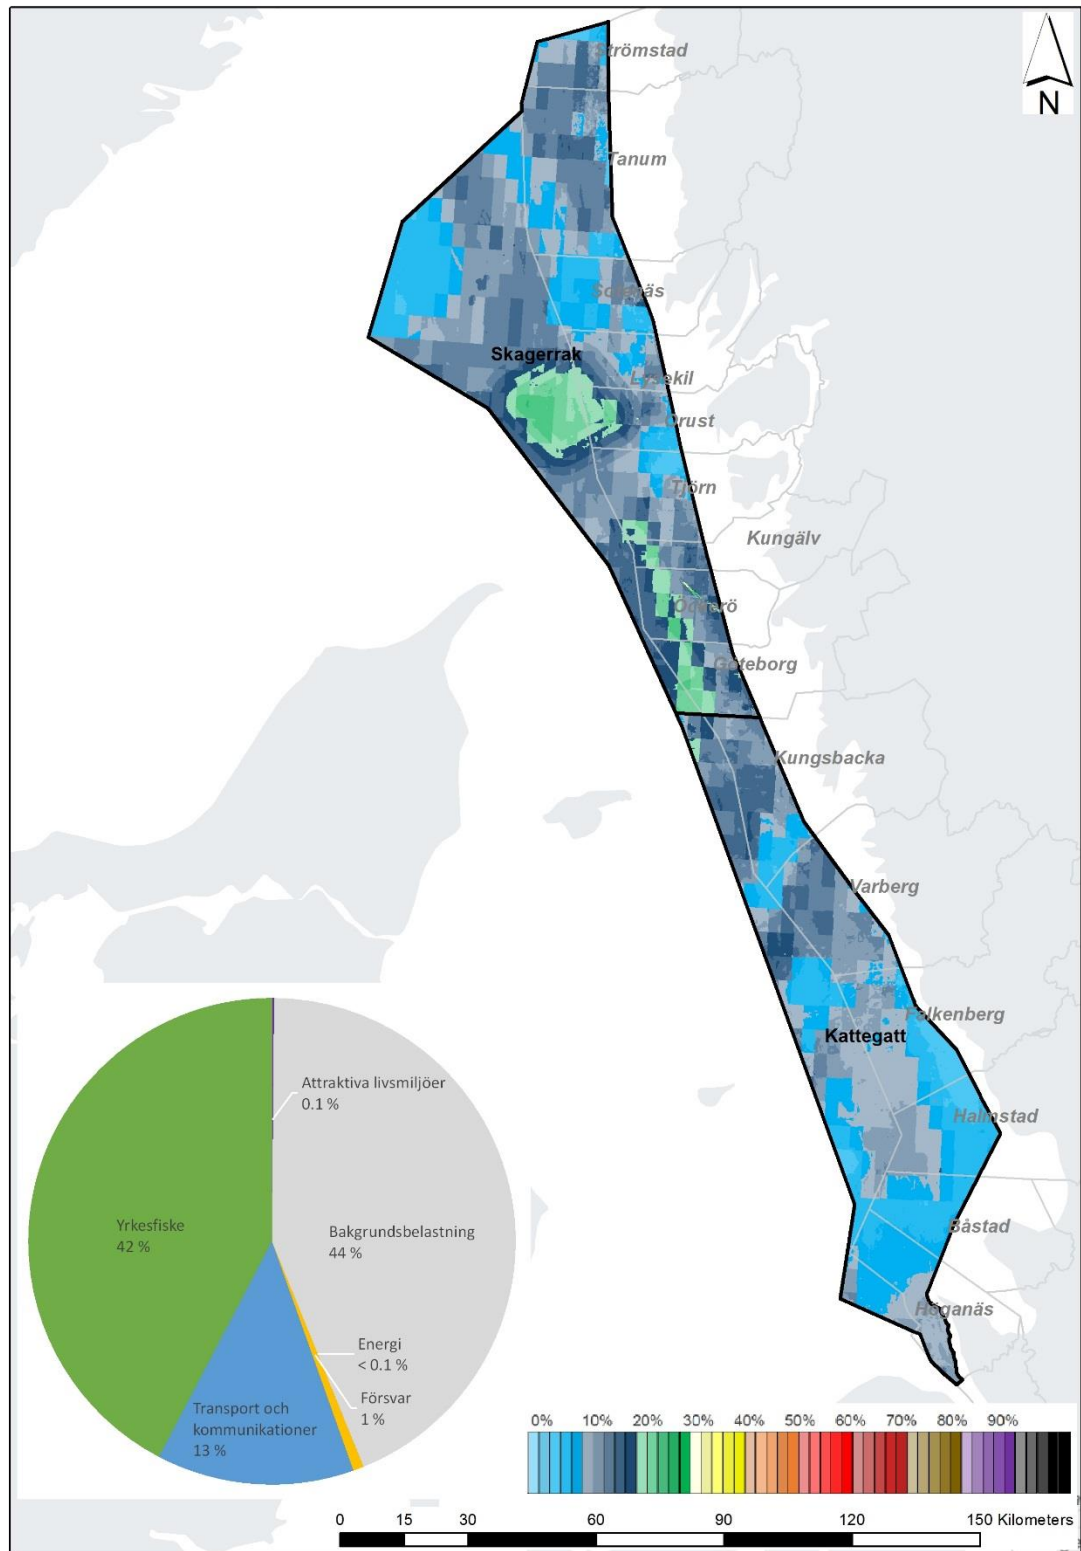 N
Strömstad
Tanum
Sotenäs
Skagerrak
Lysekil
Orust
Tjörn
Kungälv
Öckerö
Göteborg
Kungsbacka
Varberg
Falkenberg
Kattegatt
Halmstad
Båstad
Höganäs
Attraktiva livsmiljöer
0.1 %
Yrkesfiske
42 %
Bakgrundsbelastning
44 %
Energi
< 0.1 %
Försvar
1 %
Transport och
kommunikationer
13 %
0% 10% 20% 30% 40% 50% 60% 70% 80% 90%
0 15 30 60 90 120 150 Kilometers